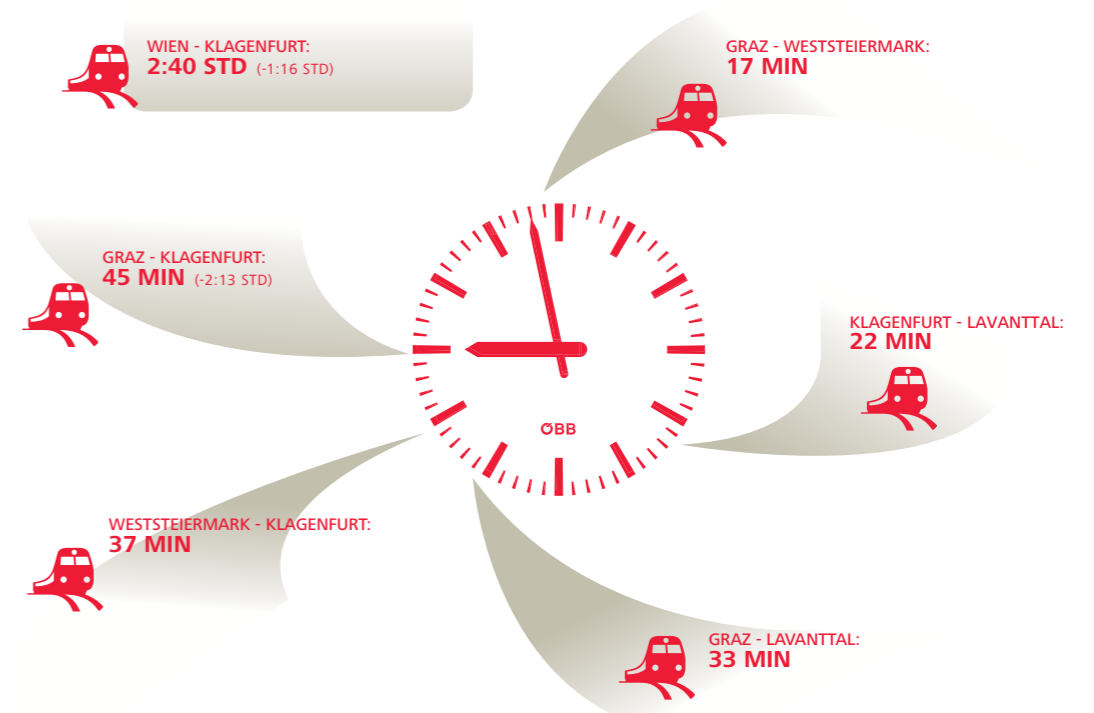 WIEN - KLAGENFURT:
2:40 STD (-1:16 STD)
GRAZ - WESTSTEIERMARK:
17 MIN
GRAZ - KLAGENFURT:
45 MIN (-2:13 STD)
KLAGENFURT - LAVANTTAL:
22 MIN
ÖBB
WESTSTEIERMARK - KLAGENFURT:
37 MIN
GRAZ - LAVANTTAL:
33 MIN